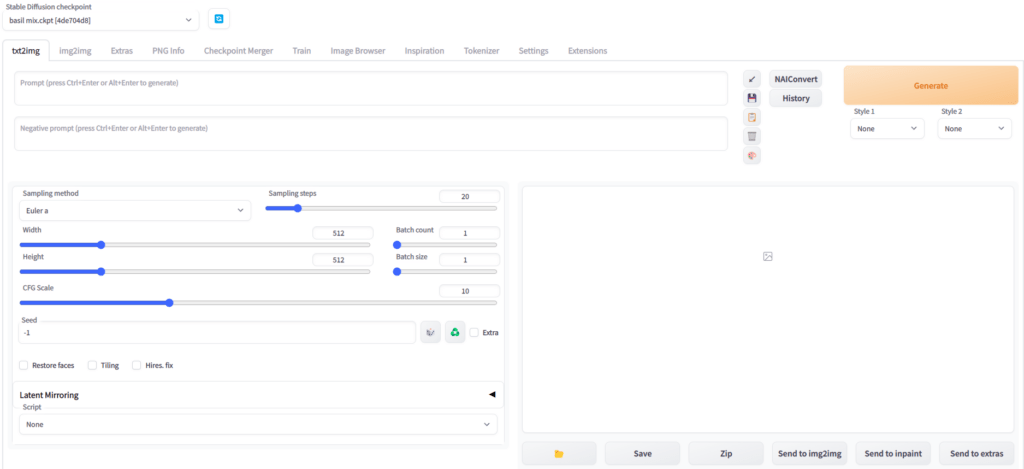 Stable Diffusion checkpoint
basil mix.ckpt [4de704d8]
txt2img img2img Extras PNG Info Checkpoint Merger Train Image Browser Inspiration Tokenizer Settings Extensions
Prompt (press Ctrl+Enter or Alt+Enter to generate)
Negative prompt (press Ctrl+Enter or Alt+Enter to generate)
NAIConvert
History
Generate
Style 1 Style 2
None None
Sampling method Sampling steps 20
Euler a
Width 512 Batch count 1
Height 512 Batch size 1
CFG Scale 10
Seed
-1 Extra
Restore faces Tiling Hires. fix
Latent Mirroring
Script
None
Save Zip Send to img2img Send to inpaint Send to extras